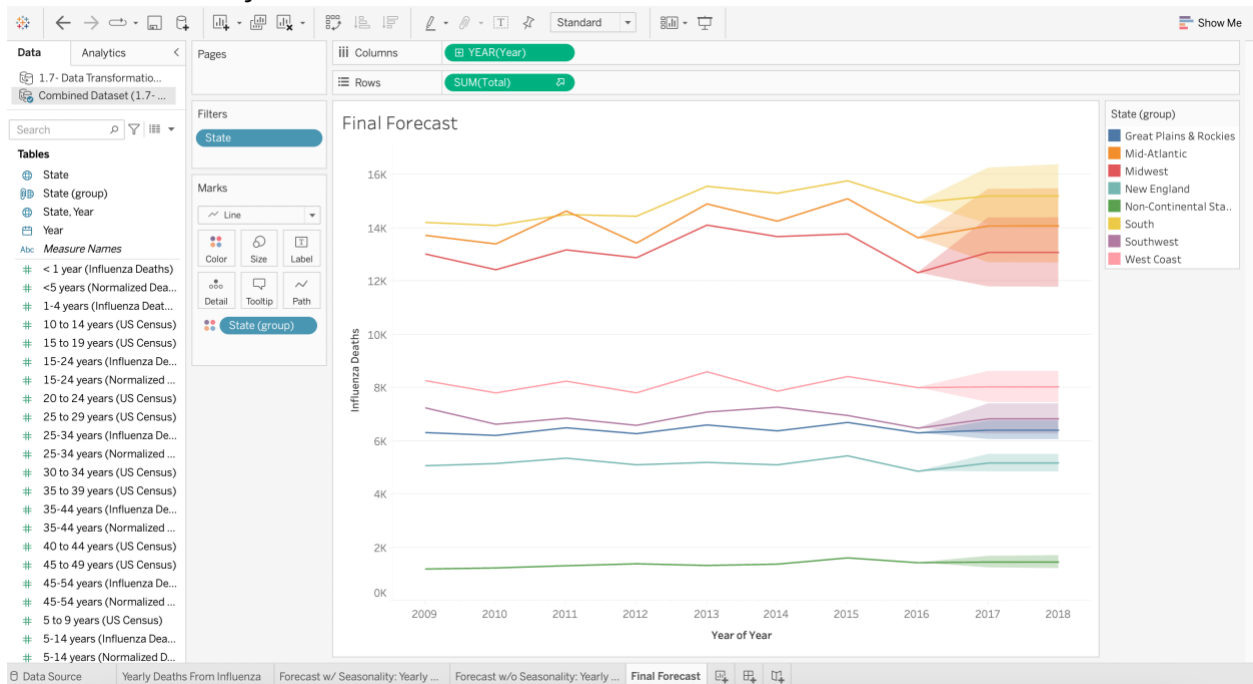 Standard
Show Me
Data
Analytics
Pages
Columns
YEAR(Year)
1.7- Data Transformatio...
Combined Dataset (1.7- ...
Rows
SUM(Total)
Search
Filters
State
Final Forecast
Tables
State
State (group)
State, Year
Year
Abc Measure Names
< 1 year (Influenza Deaths)
<5 years (Normalized Dea...
1-4 years (Influenza Deat...
10 to 14 years (US Census)
15 to 19 years (US Census)
15-24 years (Influenza De...
15-24 years (Normalized ...
20 to 24 years (US Census)
25 to 29 years (US Census)
25-34 years (Influenza De...
25-34 years (Normalized ...
30 to 34 years (US Census)
35 to 39 years (US Census)
35-44 years (Influenza De...
35-44 years (Normalized ...
40 to 44 years (US Census)
45 to 49 years (US Census)
45-54 years (Influenza De...
45-54 years (Normalized ...
5 to 9 years (US Census)
5-14 years (Influenza Dea...
5-14 years (Normalized D...
Marks
Line
Color
Size
Label
Detail
Tooltip
Path
State (group)
16K
14K
12K
10K
8K
6K
4K
2K
0K
Influenza Deaths
2009
2010
2011
2012
2013
2014
2015
2016
2017
2018
Year of Year
State (group)
Great Plains & Rockies
Mid-Atlantic
Midwest
New England
Non-Continental Sta..
South
Southwest
West Coast
Data Source
Yearly Deaths From Influenza
Forecast w/ Seasonality: Yearly ...
Forecast w/o Seasonality: Yearly ...
Final Forecast